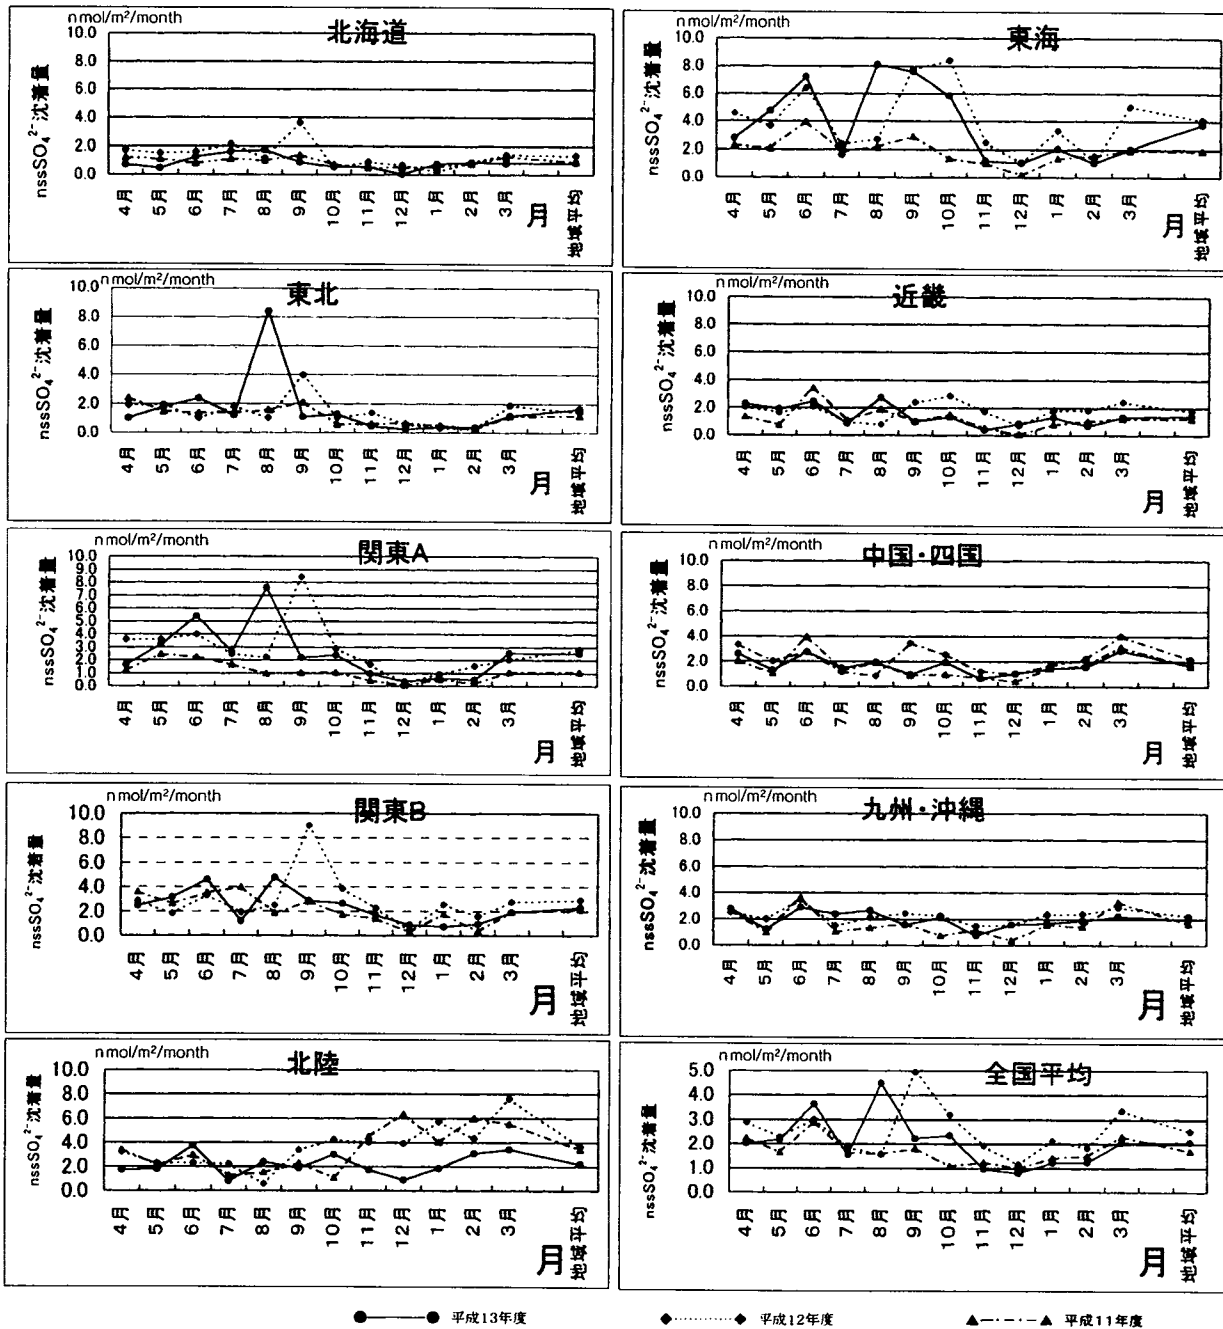 n mol/m²/month
北海道
nssSO₄²⁻沈着量
10.0
8.0
6.0
4.0
2.0
0.0
4月 5月 6月 7月 8月 9月 10月 11月 12月 1月 2月 3月 地域平均
月
n mol/m²/month
東海
nssSO₄²⁻沈着量
10.0
8.0
6.0
4.0
2.0
0.0
4月 5月 6月 7月 8月 9月 10月 11月 12月 1月 2月 3月 地域平均
月
n mol/m²/month
東北
nssSO₄²⁻沈着量
10.0
8.0
6.0
4.0
2.0
0.0
4月 5月 6月 7月 8月 9月 10月 11月 12月 1月 2月 3月 地域平均
月
n mol/m²/month
近畿
nssSO₄²⁻沈着量
10.0
8.0
6.0
4.0
2.0
0.0
4月 5月 6月 7月 8月 9月 10月 11月 12月 1月 2月 3月 地域平均
月
n mol/m²/month
関東A
nssSO₄²⁻沈着量
10.0
9.0
8.0
7.0
6.0
5.0
4.0
3.0
2.0
1.0
0.0
4月 5月 6月 7月 8月 9月 10月 11月 12月 1月 2月 3月 地域平均
月
n mol/m²/month
中国・四国
nssSO₄²⁻沈着量
10.0
8.0
6.0
4.0
2.0
0.0
4月 5月 6月 7月 8月 9月 10月 11月 12月 1月 2月 3月 地域平均
月
n mol/m²/month
関東B
nssSO₄²⁻沈着量
10.0
8.0
6.0
4.0
2.0
0.0
4月 5月 6月 7月 8月 9月 10月 11月 12月 1月 2月 3月 地域平均
月
n mol/m²/month
九州・沖縄
nssSO₄²⁻沈着量
10.0
8.0
6.0
4.0
2.0
0.0
4月 5月 6月 7月 8月 9月 10月 11月 12月 1月 2月 3月 地域平均
月
n mol/m²/month
北陸
nssSO₄²⁻沈着量
10.0
8.0
6.0
4.0
2.0
0.0
4月 5月 6月 7月 8月 9月 10月 11月 12月 1月 2月 3月 地域平均
月
n mol/m²/month
全国平均
nssSO₄²⁻沈着量
5.0
4.0
3.0
2.0
1.0
0.0
4月 5月 6月 7月 8月 9月 10月 11月 12月 1月 2月 3月 地域平均
月
平成13年度 平成12年度 平成11年度